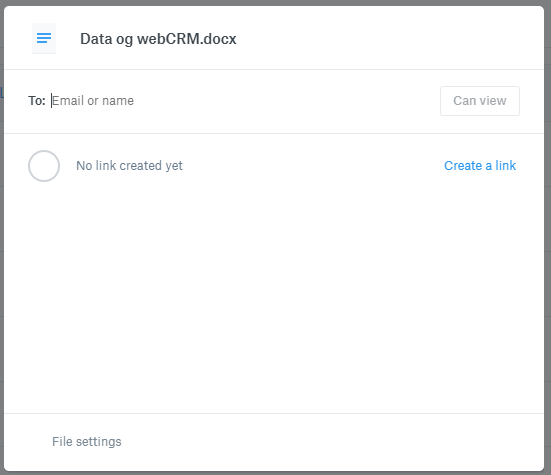 Data og webCRM.docx
To: Email or name
Can view
No link created yet
Create a link
File settings